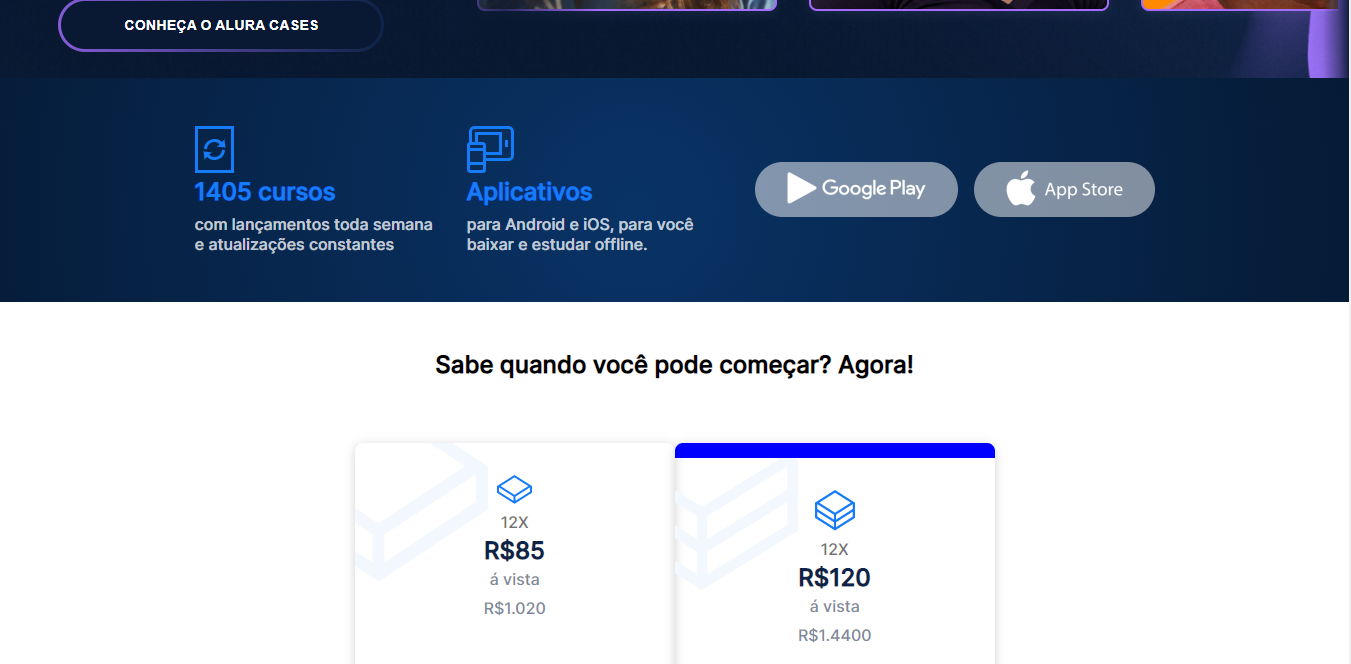 CONHEÇA O ALURA CASES
1405 cursos
com lançamentos toda semana
e atualizações constantes
Aplicativos
para Android e iOS, para você
baixar e estudar offline.
Google Play
App Store
Sabe quando você pode começar? Agora!
12X
R$85
á vista
R$1.020
12X
R$120
á vista
R$1.4400